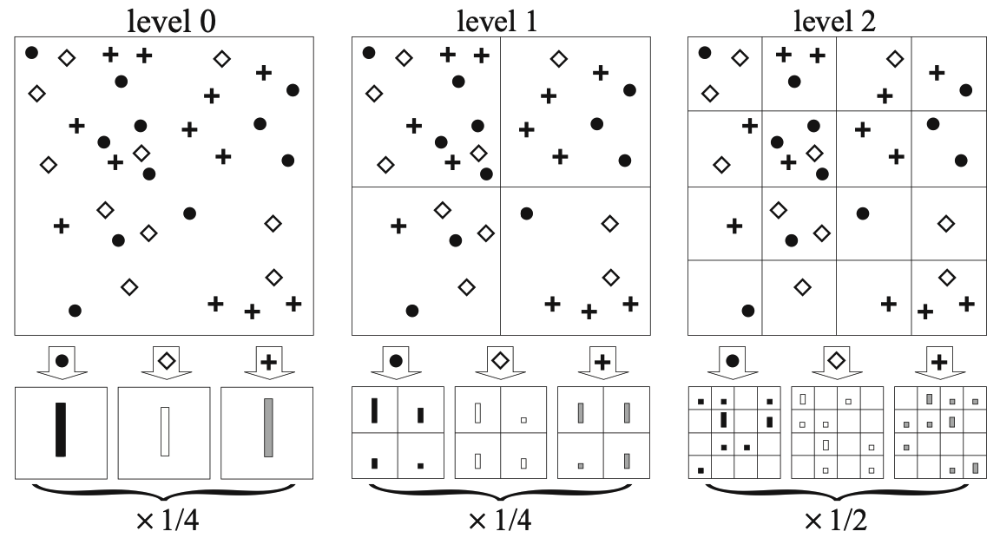 level 0
level 1
level 2
× 1/4
× 1/4
× 1/2